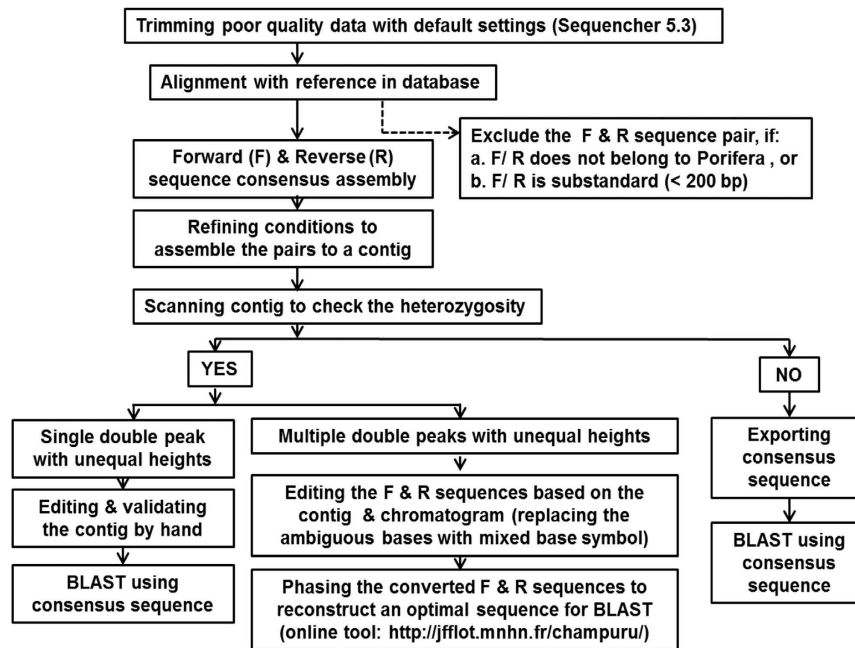 Trimming poor quality data with default settings (Sequencher 5.3)
Alignment with reference in database
Exclude the F & R sequence pair, if:
a. F/ R does not belong to Porifera , or
b. F/ R is substandard (< 200 bp)
Forward (F) & Reverse (R)
sequence consensus assembly
Refining conditions to
assemble the pairs to a contig
Scanning contig to check the heterozygosity
YES
NO
Single double peak
with unequal heights
Editing & validating
the contig by hand
BLAST using
consensus sequence
Multiple double peaks with unequal heights
Editing the F & R sequences based on the
contig & chromatogram (replacing the
ambiguous bases with mixed base symbol)
Phasing the converted F & R sequences to
reconstruct an optimal sequence for BLAST
(online tool: http://jfflot.mnhn.fr/champuru/)
Exporting
consensus
sequence
BLAST using
consensus
sequence